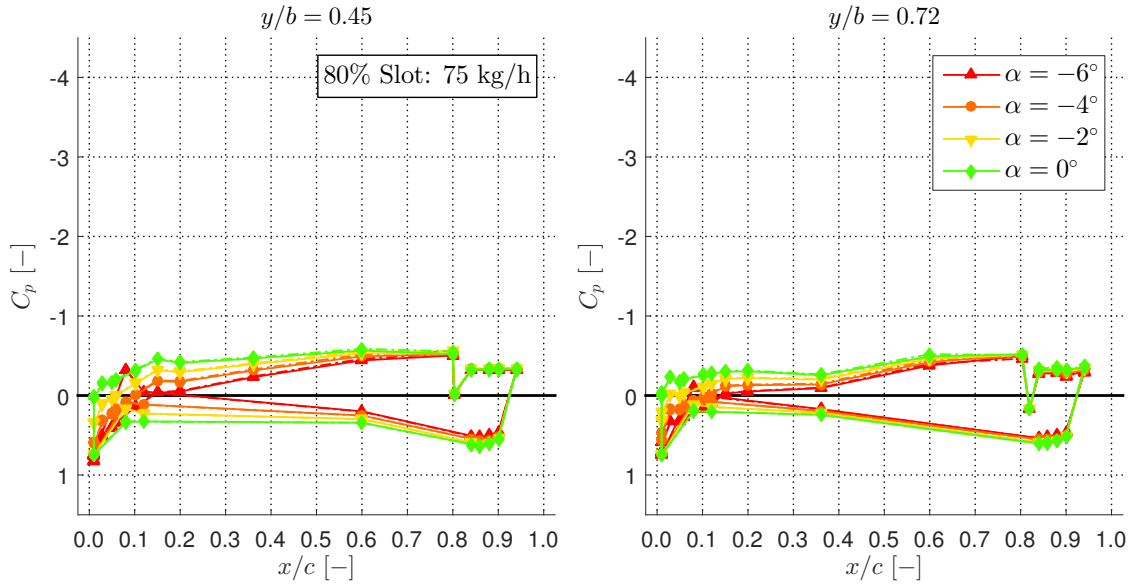 y/b = 0.45
80% Slot: 75 kg/h
-4
-3
-2
-1
0
1
C_p [−]
0.0 0.1 0.2 0.3 0.4 0.5 0.6 0.7 0.8 0.9 1.0
x/c [−]
y/b = 0.72
α = −6°
α = −4°
α = −2°
α = 0°
-4
-3
-2
-1
0
1
C_p [−]
0.0 0.1 0.2 0.3 0.4 0.5 0.6 0.7 0.8 0.9 1.0
x/c [−]